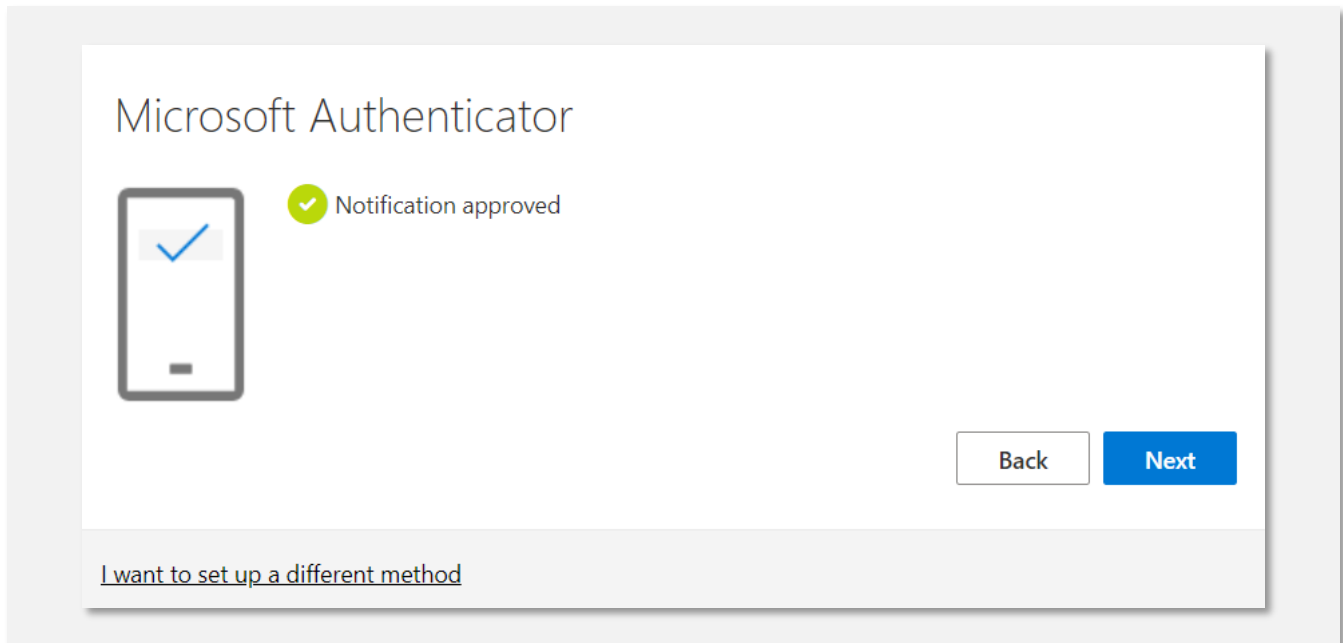 Microsoft Authenticator
Notification approved
Back
Next
I want to set up a different method